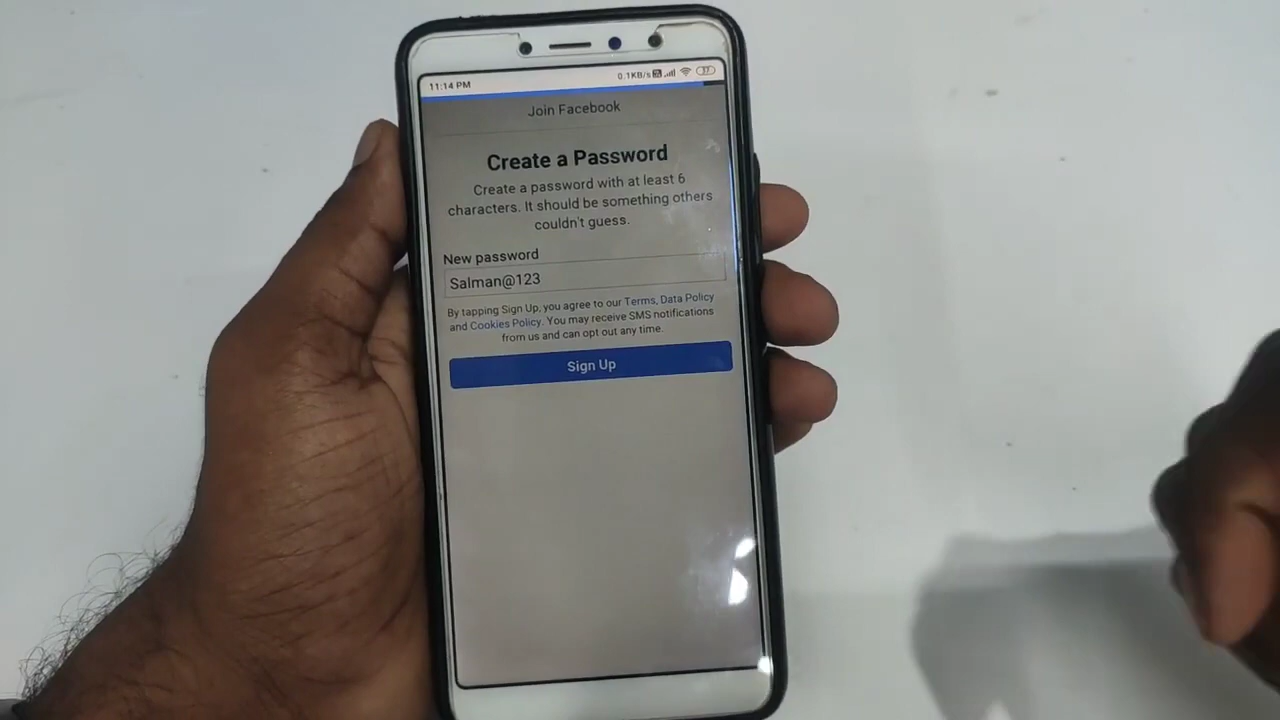 11:14 PM
0.1KB/s
37
Join Facebook
Create a Password
Create a password with at least 6
characters. It should be something others
couldn't guess.
New password
Salman@123
By tapping Sign Up, you agree to our Terms, Data Policy
and Cookies Policy. You may receive SMS notifications
from us and can opt out any time.
Sign Up